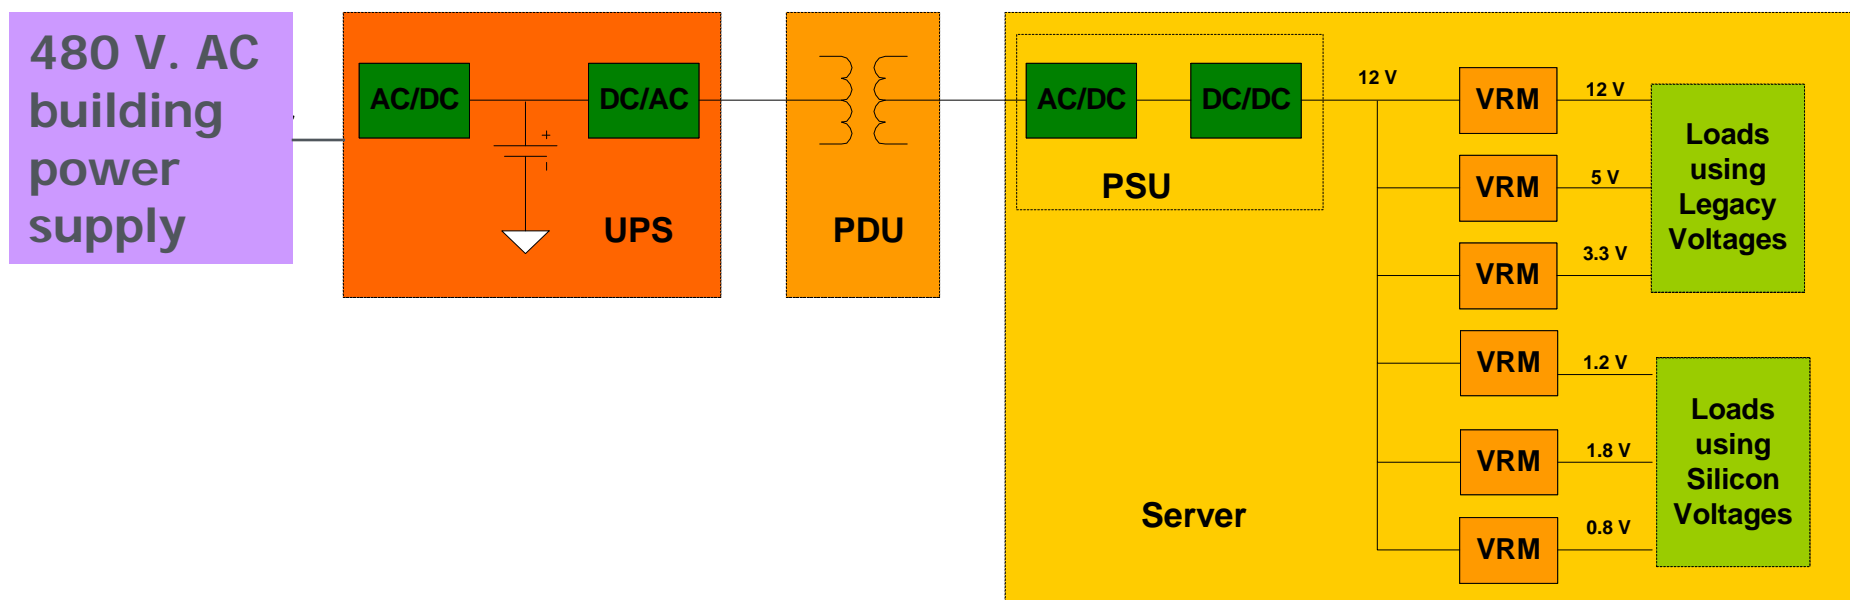 480 V. AC
building
power
supply
AC/DC
DC/AC
+
UPS
PDU
AC/DC
DC/DC
PSU
Server
12 V
VRM
12 V
VRM
5 V
VRM
3.3 V
VRM
1.2 V
VRM
1.8 V
VRM
0.8 V
Loads
using
Legacy
Voltages
Loads
using
Silicon
Voltages